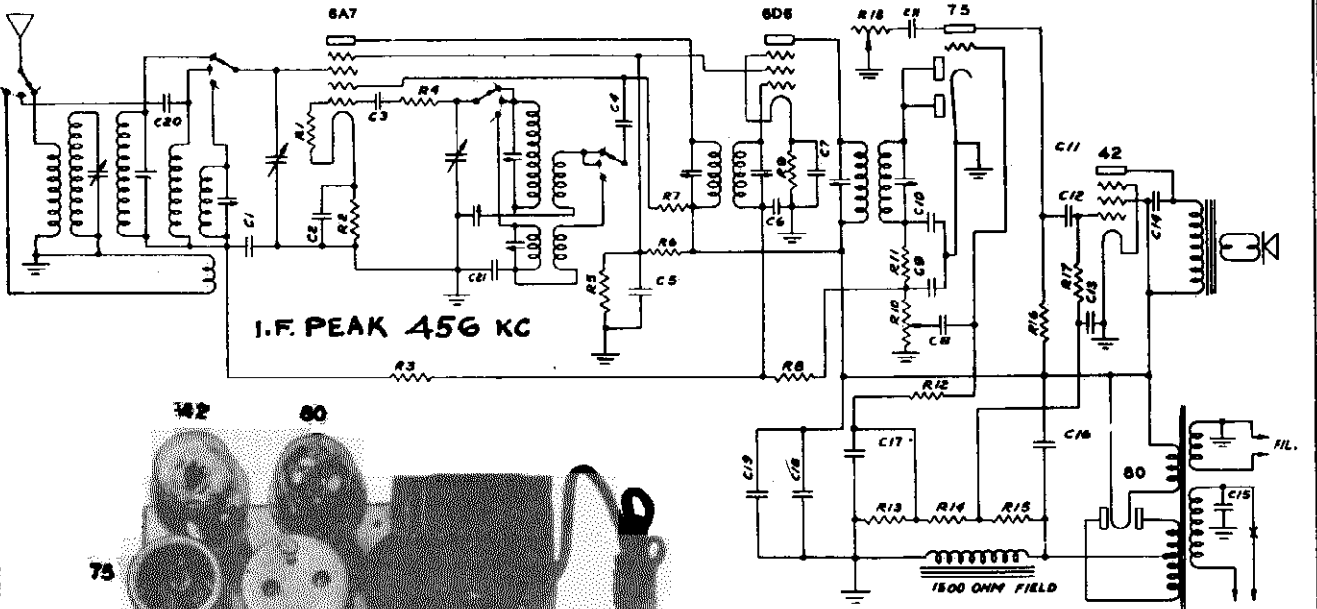 6A7
6D6
R18
C11
75
C20
C3
R4
R1
C4
C7
R9
C11
42
C12
C14
C1
C2
R2
R7
C6
C10
R11
C9
R17
C13
C21
R6
R5
C5
R10
C8
R16
I.F. PEAK 456 KC
R3
R8
R12
42
80
C19
C18
C17
C16
80
FIL.
C15
R13
R14
R15
75
1500 OHM FIELD